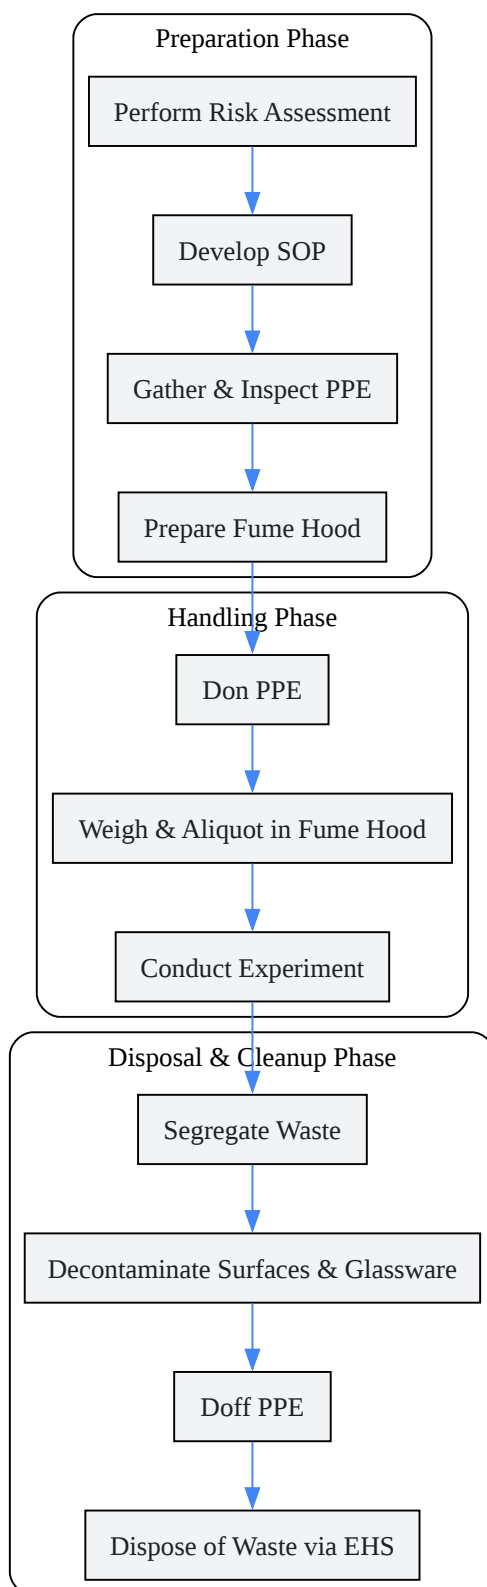 Preparation Phase
Perform Risk Assessment
Develop SOP
Gather & Inspect PPE
Prepare Fume Hood
Handling Phase
Don PPE
Weigh & Aliquot in Fume Hood
Conduct Experiment
Disposal & Cleanup Phase
Segregate Waste
Decontaminate Surfaces & Glassware
Doff PPE
Dispose of Waste via EHS